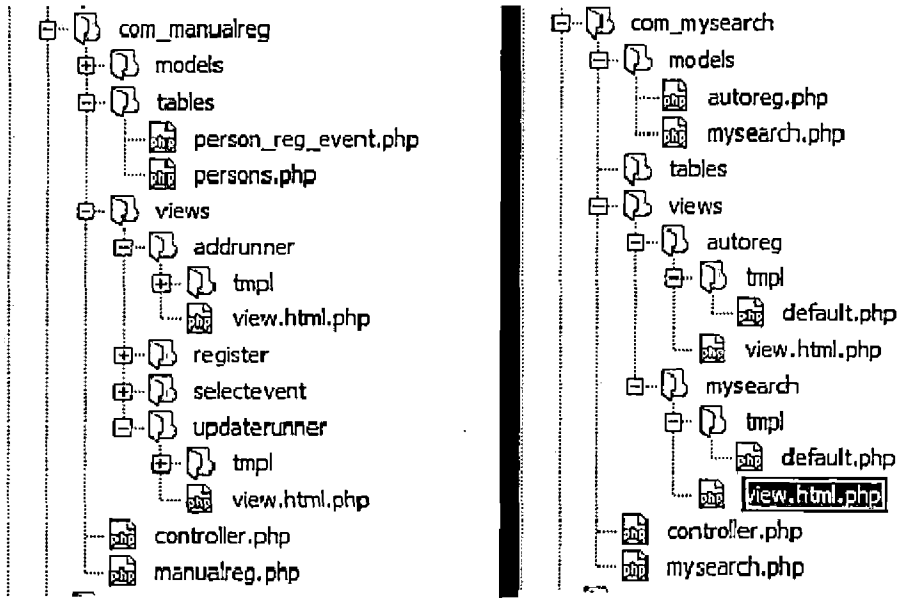 com_manualreg
models
tables
person_reg_event.php
persons.php
views
addrunner
tmpl
view.html.php
register
selectevent
updaterunner
tmpl
view.html.php
controller.php
manualreg.php
com_mysearch
models
autoreg.php
mysearch.php
tables
views
autoreg
tmpl
default.php
view.html.php
mysearch
tmpl
default.php
view.html.php
controller.php
mysearch.php